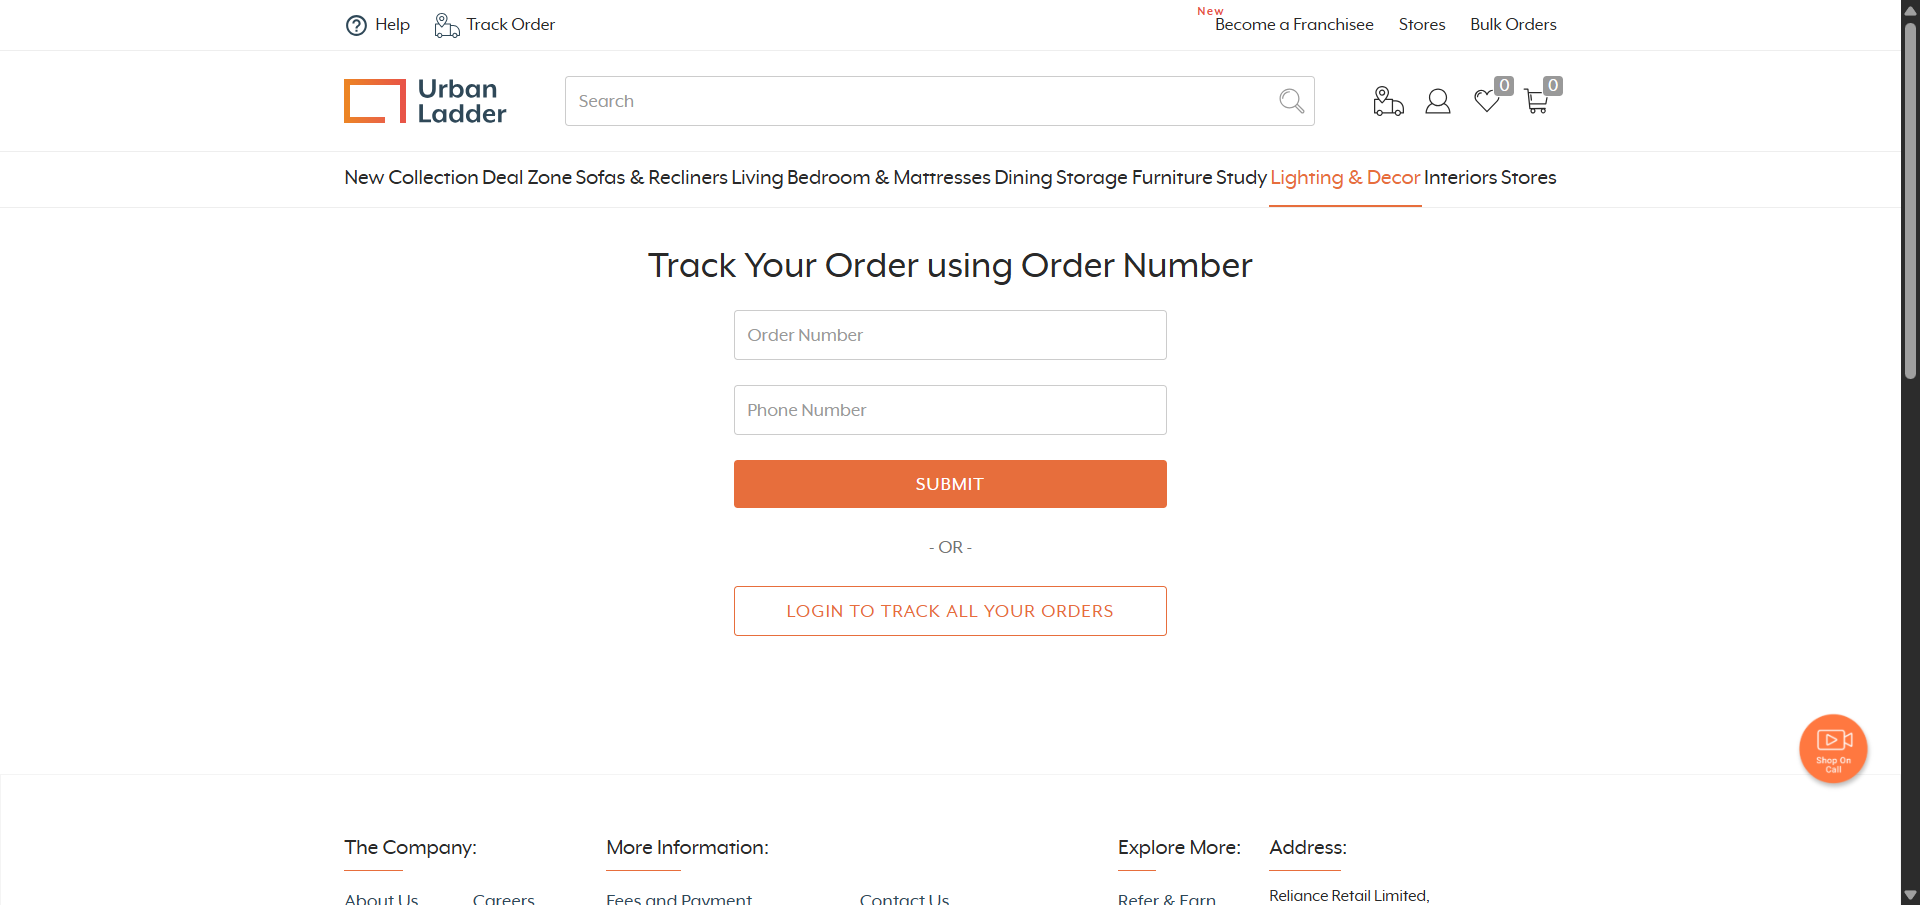 Help
Track Order
New
Become a Franchisee
Stores
Bulk Orders
Urban
Ladder
Search
0
0
New Collection Deal Zone Sofas & Recliners Living Bedroom & Mattresses Dining Storage Furniture Study Lighting & Decor Interiors Stores
Track Your Order using Order Number
Order Number
Phone Number
SUBMIT
- OR -
LOGIN TO TRACK ALL YOUR ORDERS
Shop On
Call
The Company:
More Information:
Explore More:
Address:
About Us
Careers
Fees and Payment
Contact Us
Refer & Earn
Reliance Retail Limited,